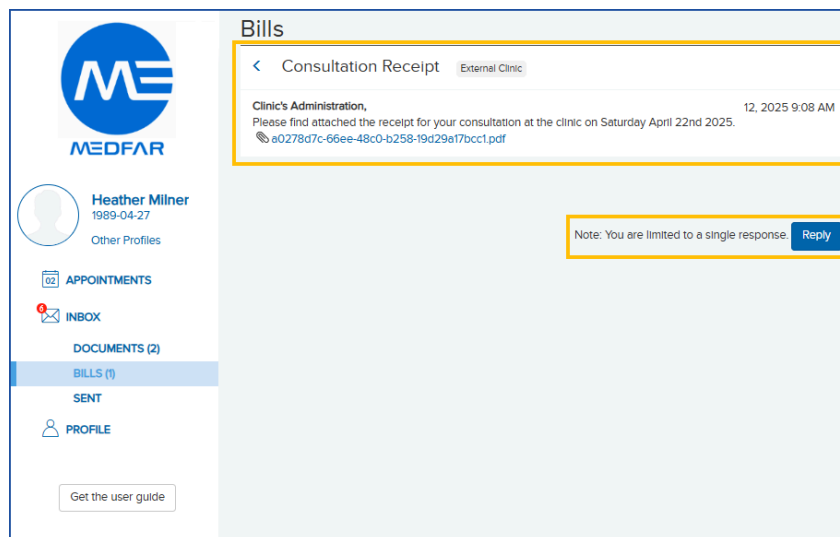 ME
MEDFAR
Heather Milner
1989-04-27
Other Profiles
02 APPOINTMENTS
6 INBOX
DOCUMENTS (2)
BILLS (1)
SENT
PROFILE
Get the user guide
Bills
< Consultation Receipt External Clinic
Clinic's Administration, 12, 2025 9:08 AM
Please find attached the receipt for your consultation at the clinic on Saturday April 22nd 2025.
a0278d7c-66ee-48c0-b258-19d29a17bcc1.pdf
Note: You are limited to a single response. Reply